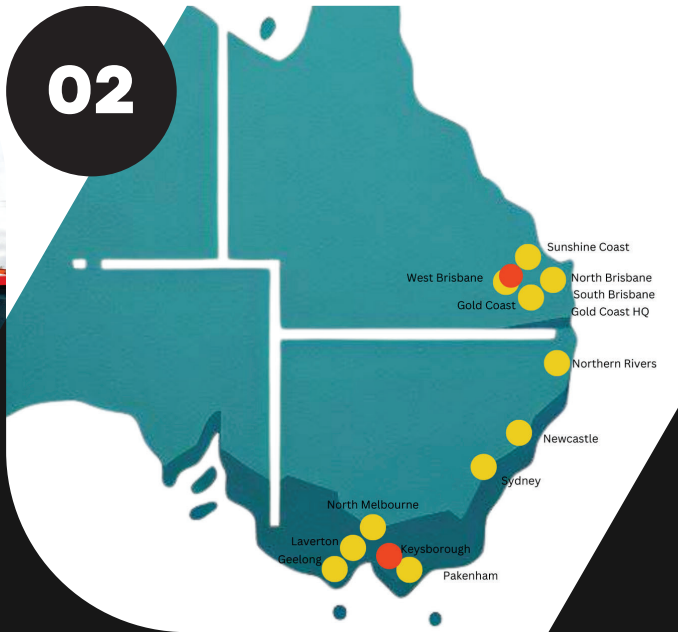 02
Sunshine Coast
West Brisbane
North Brisbane
South Brisbane
Gold Coast
Gold Coast HQ
Northern Rivers
Newcastle
Sydney
North Melbourne
Laverton
Keysborough
Geelong
Pakenham